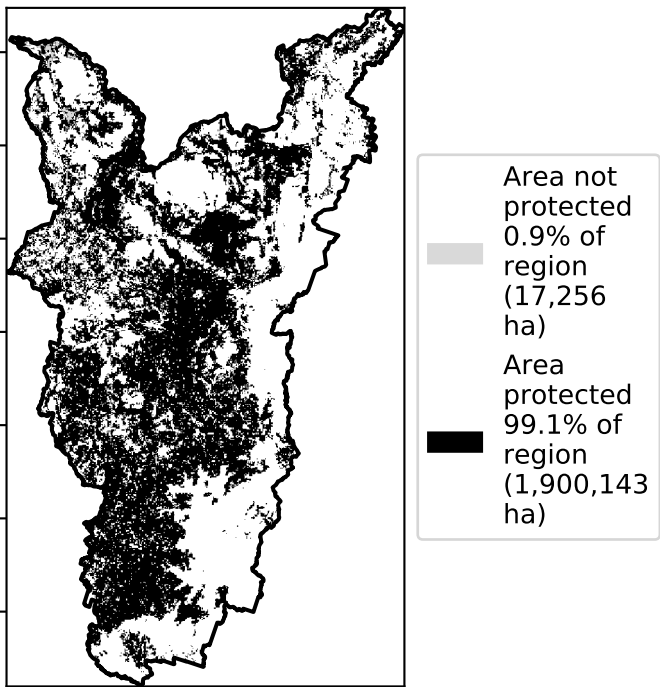 Area not
protected
0.9% of
region
(17,256
ha)
Area
protected
99.1% of
region
(1,900,143
ha)